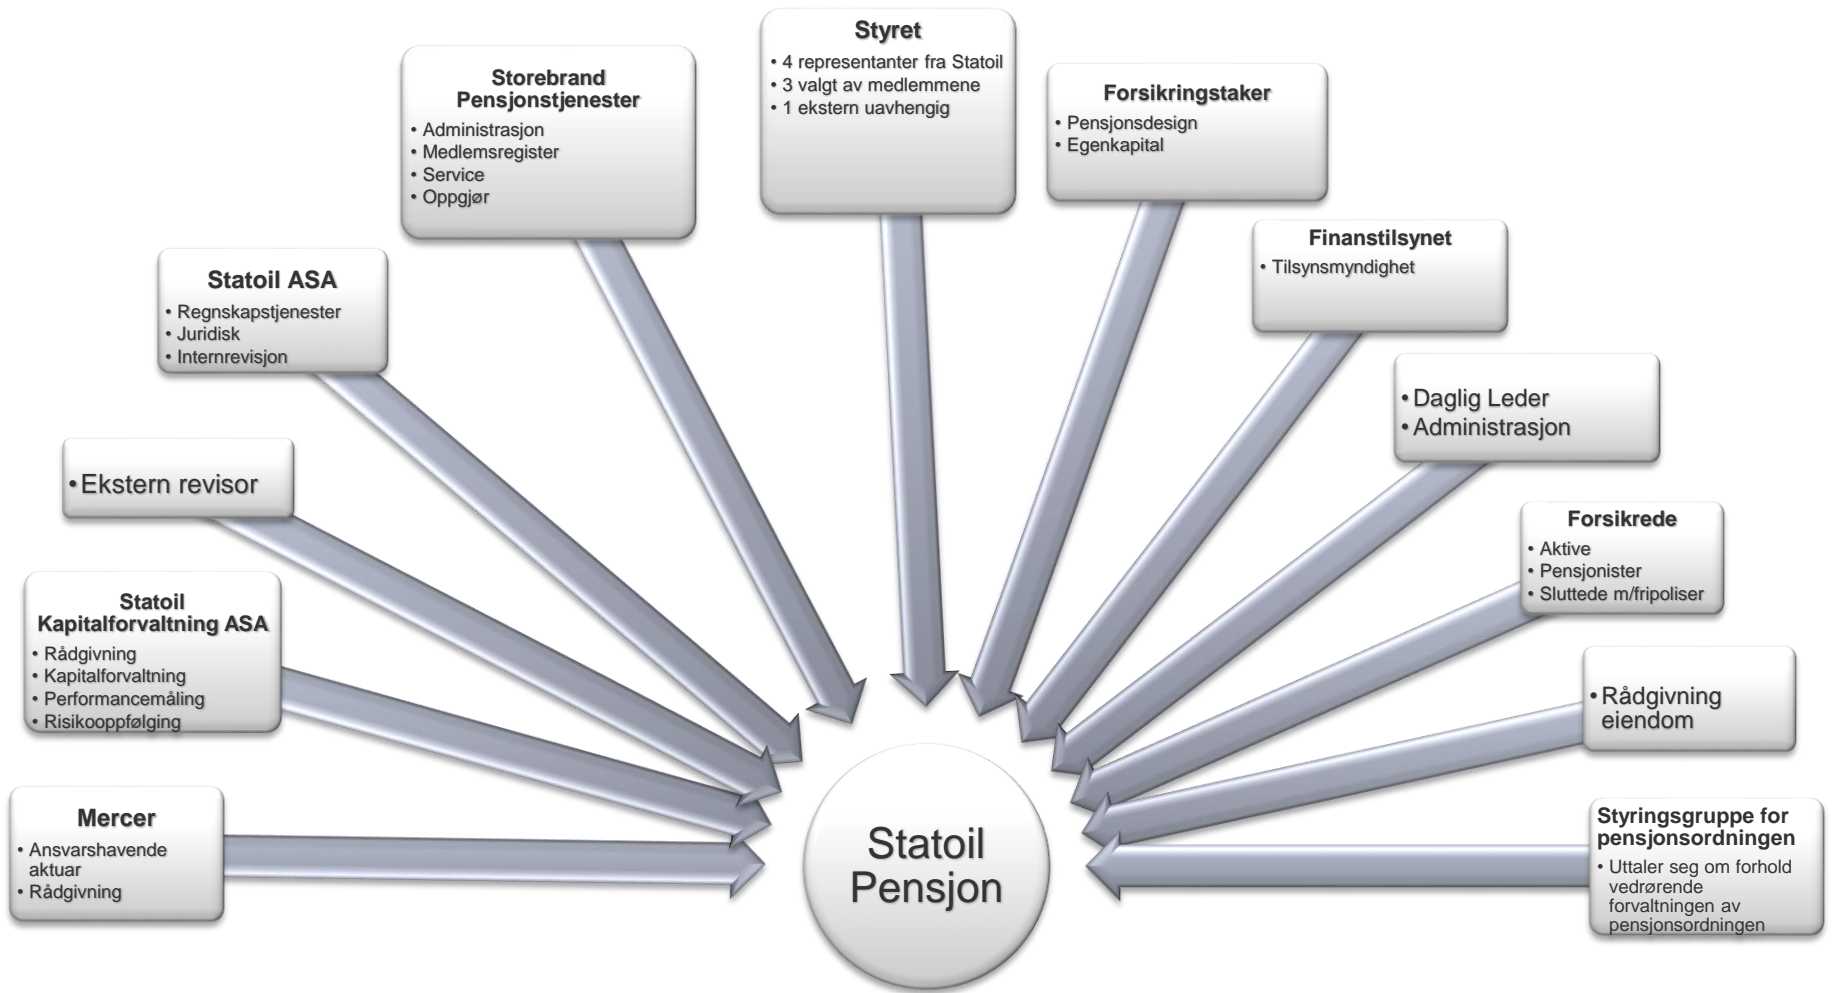 Styret
• 4 representanter fra Statoil
• 3 valgt av medlemmene
• 1 ekstern uavhengig
Storebrand
Pensjonstjenester
• Administrasjon
• Medlemsregister
• Service
• Oppgjør
Forsikringstaker
• Pensjonsdesign
• Egenkapital
Statoil ASA
• Regnskapstjenester
• Juridisk
• Internrevisjon
Finanstilsynet
• Tilsynsmyndighet
• Ekstern revisor
• Daglig Leder
• Administrasjon
Statoil
Kapitalforvaltning ASA
• Rådgivning
• Kapitalforvaltning
• Performancemåling
• Risikooppfølging
Forsikrede
• Aktive
• Pensjonister
• Sluttede m/fripoliser
• Rådgivning
eiendom
Mercer
• Ansvarshavende
aktuar
• Rådgivning
Styringsgruppe for
pensjonsordningen
• Uttaler seg om forhold
vedrørende
forvaltningen av
pensjonsordningen
Statoil
Pensjon